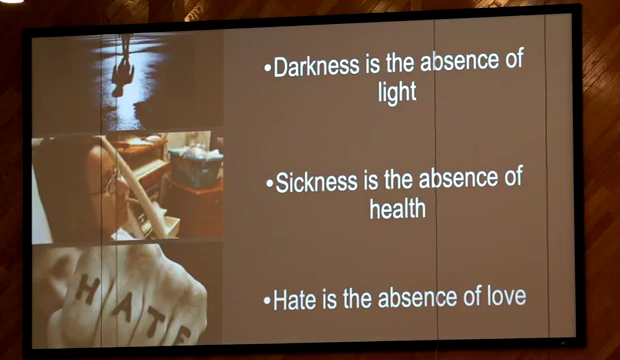 •Darkness is the absence of
light
•Sickness is the absence of
health
•Hate is the absence of love
HATE